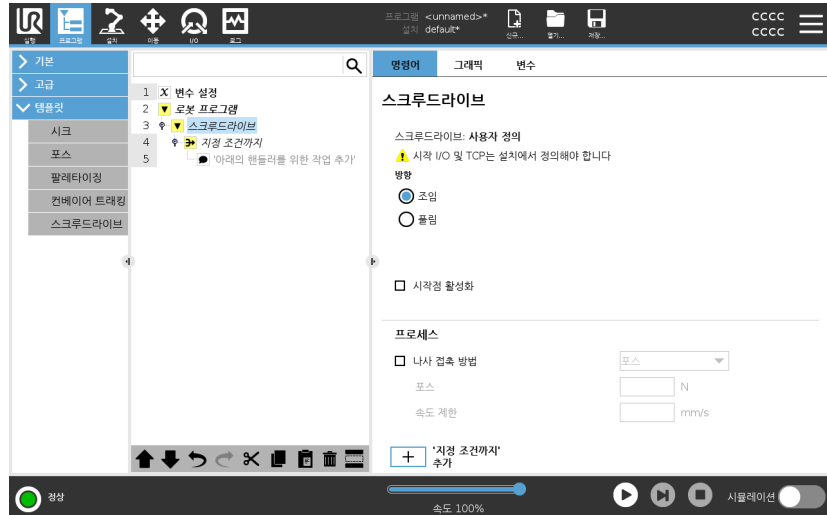 UR
실행
프로그램
설치
이동
I/O
로그
프로그램 <unnamed>*
설치 default*
신규...
열기...
저장...
CCCC
CCCC
기본
고급
템플릿
시크
포스
팔레타이징
컨베이어 트래킹
스크루드라이브
1 X 변수 설정
2 로봇 프로그램
3 스크루드라이브
4 지정 조건까지
5 '아래의 핸들러를 위한 작업 추가'
명령어 그래픽 변수
스크루드라이브
스크루드라이브: 사용자 정의
시작 I/O 및 TCP는 설치에서 정의해야 합니다
방향
조임
풀림
시작점 활성화
프로세스
나사 접촉 방법 포스
포스 N
속도 제한 mm/s
'지정 조건까지'
추가
정상
속도 100%
시뮬레이션